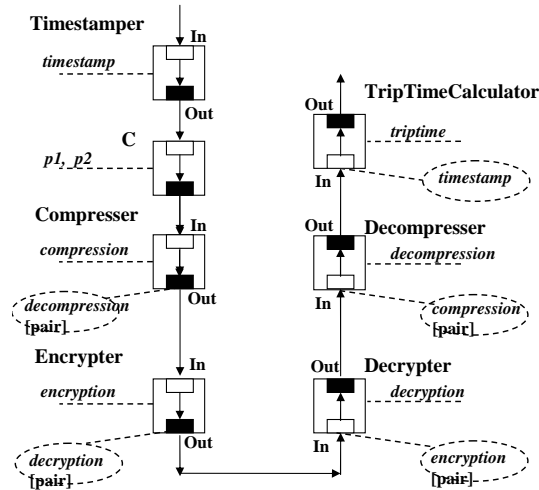 Timestamper
In
timestamp
Out
C
p1, p2
Compresser
In
compression
decompression
[pair]
Out
Encrypter
In
encryption
Out
decryption
[pair]
Out
TripTimeCalculator
triptime
In
timestamp
Out
Decompresser
decompression
In
compression
[pair]
Out
Decrypter
decryption
In
encryption
[pair]